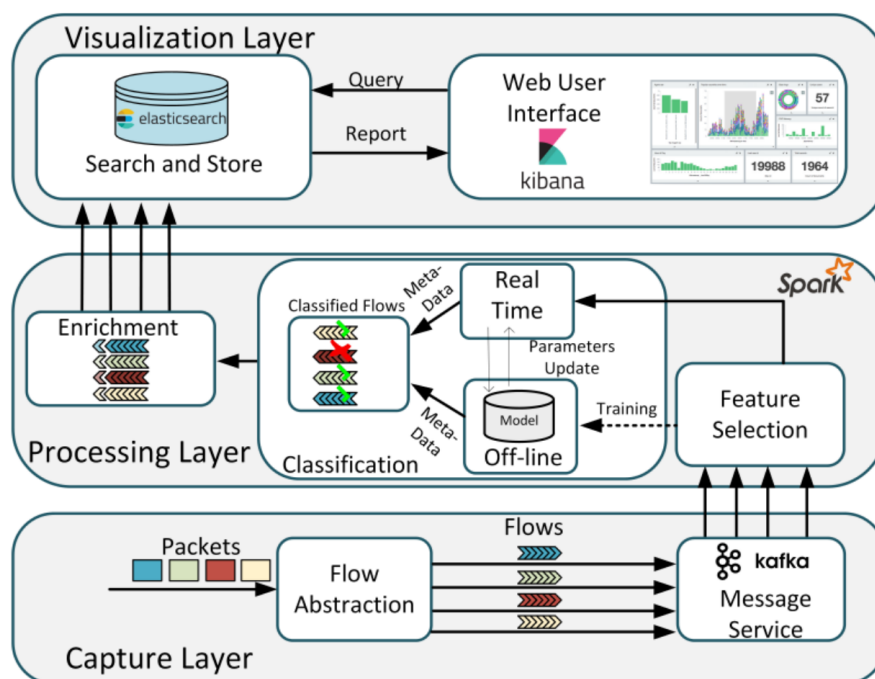 Visualization Layer
elasticsearch
Search and Store
Query
Report
Web User
Interface
kibana
57
19988
1964
Spark
Enrichment
Classified Flows
Meta-
Data
Real
Time
Parameters
Update
Meta-
Data
Model
Off-line
Training
Feature
Selection
Classification
Processing Layer
Packets
Flow
Abstraction
Flows
kafka
Message
Service
Capture Layer